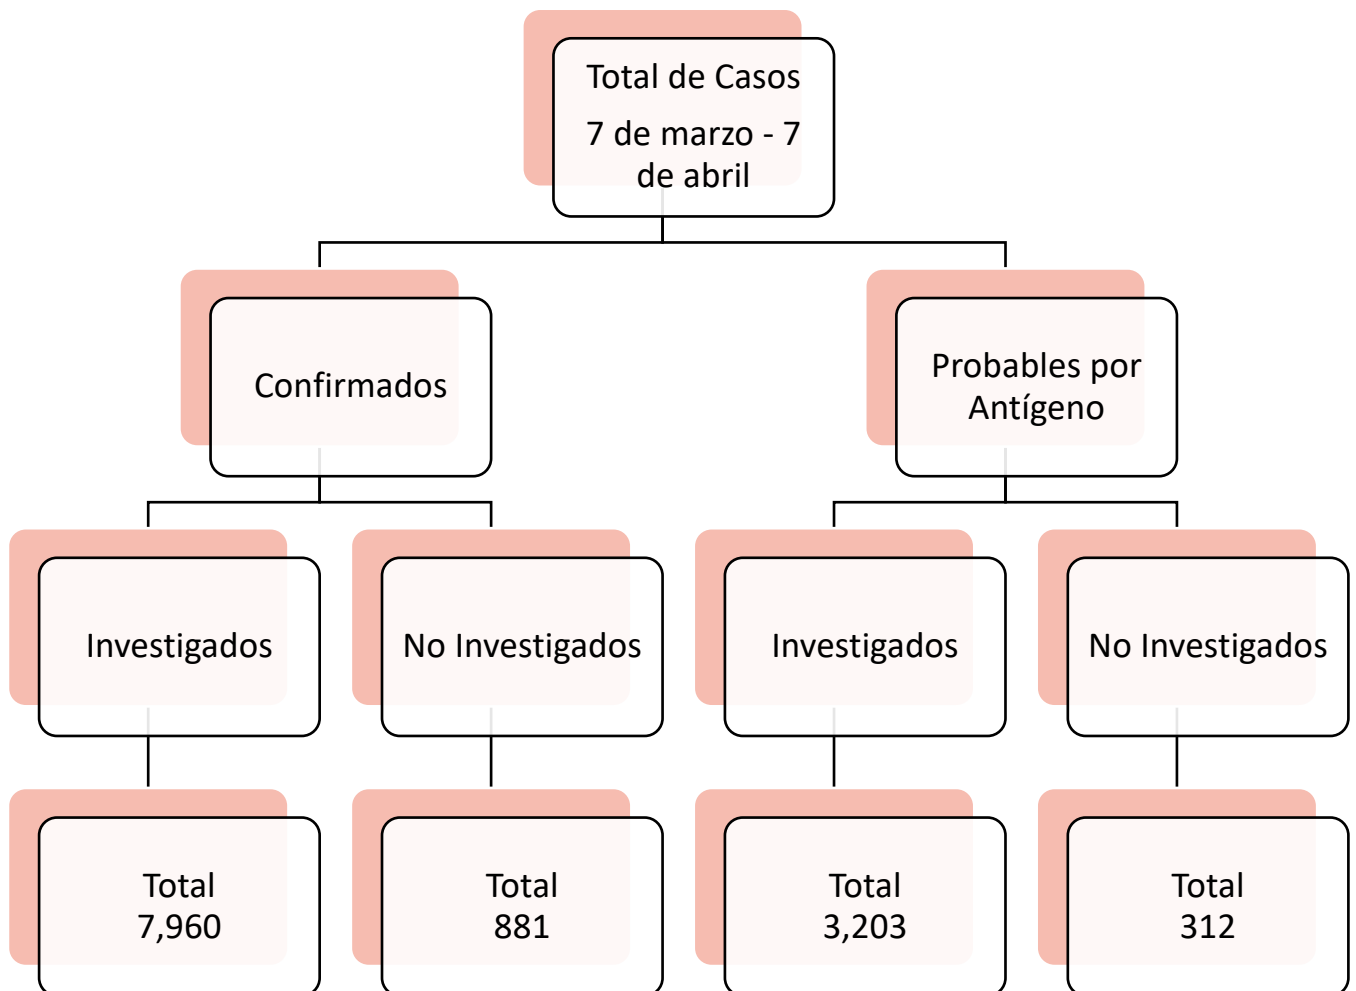 Total de Casos
7 de marzo - 7
de abril
Confirmados
Probables por
Antígeno
Investigados
No Investigados
Investigados
No Investigados
Total
7,960
Total
881
Total
3,203
Total
312